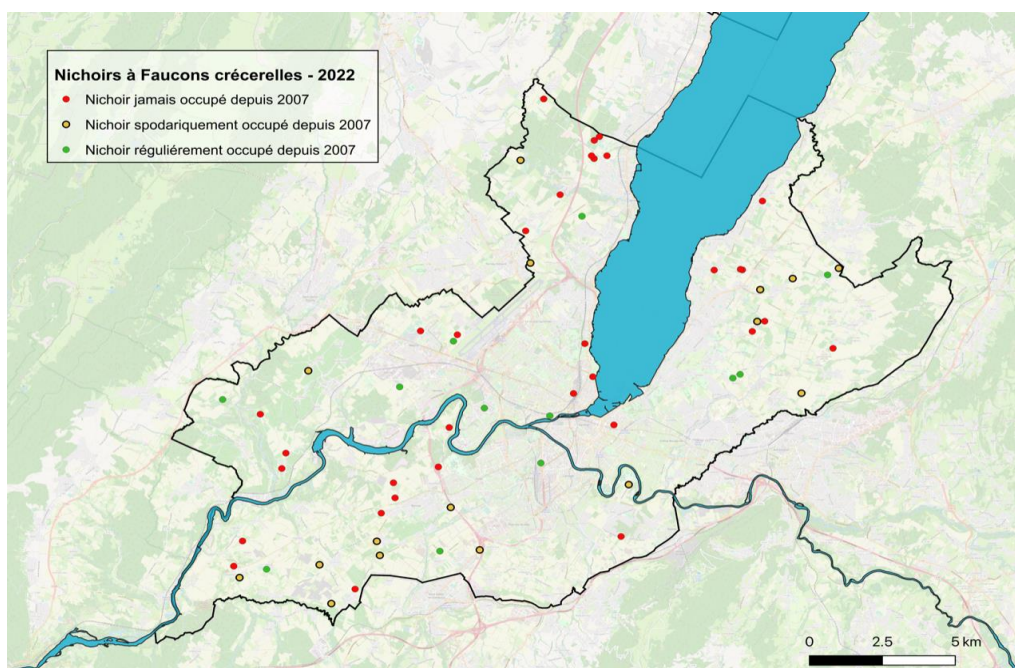 Nichoirs à Faucons crécerelles - 2022
Nichoir jamais occupé depuis 2007
Nichoir spodariquement occupé depuis 2007
Nichoir réguliérement occupé depuis 2007
0 2.5 5 km